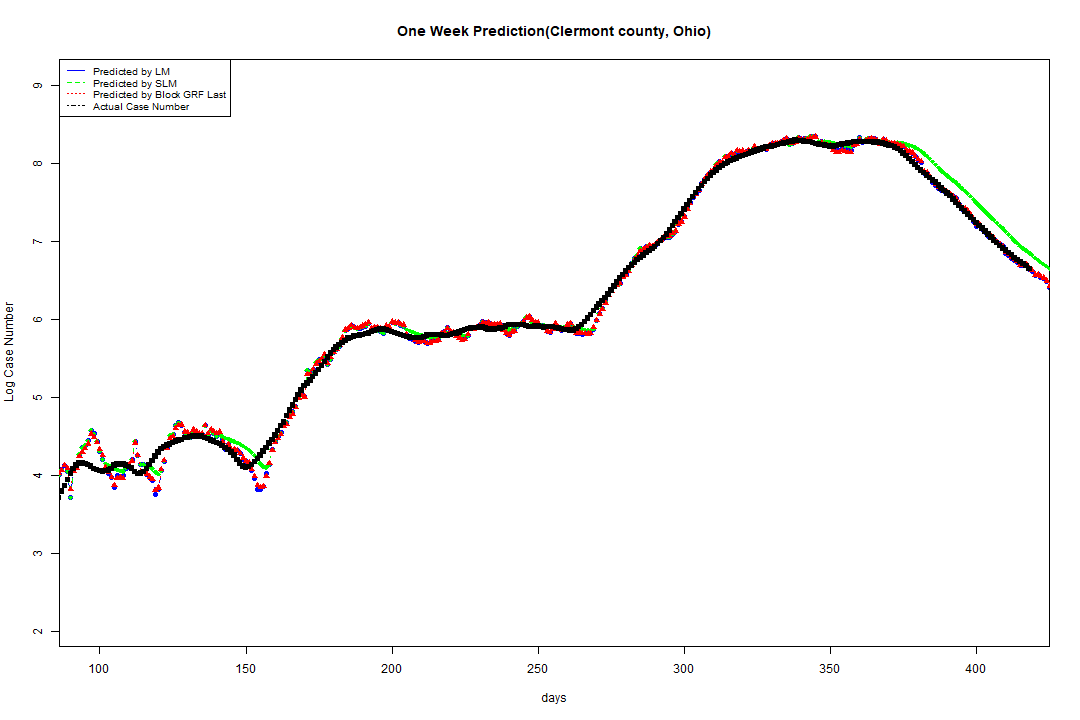 One Week Prediction(Clermont county, Ohio)
Predicted by LM
Predicted by SLM
Predicted by Block GRF Last
Actual Case Number
9
8
7
6
5
4
3
2
Log Case Number
100 150 200 250 300 350 400
days